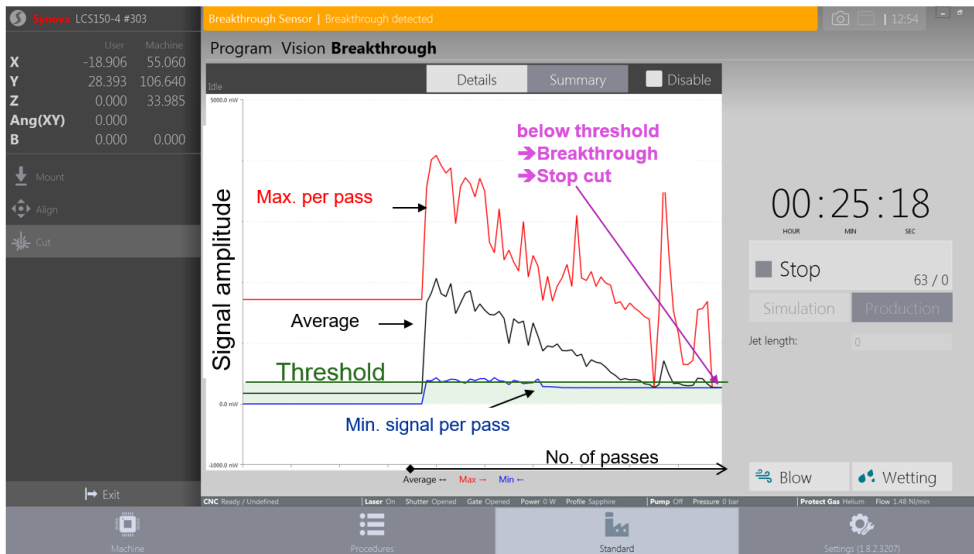 Synova LCS150-4 #303
Breakthrough Sensor | Breakthrough detected
12:54
User Machine
X -18.906 55.060
Y 28.393 106.640
Z 0.000 33.985
Ang(XY) 0.000
B 0.000 0.000
Mount
Align
Cut
Exit
Program Vision Breakthrough
Details Summary Disable
Idle
5000.0 mW
0.0 mW
-1000.0 mW
Signal amplitude
Max. per pass
Average
Threshold
Min. signal per pass
below threshold
➔Breakthrough
➔Stop cut
No. of passes
Average -- Max → Min ←
00:25:18
HOUR MIN SEC
Stop
63 / 0
Simulation Production
Jet length: 0
Blow Wetting
CNC Ready / Undefined | Laser On Shutter Opened Gate Opened Power 0 W Profile Sapphire | Pump Off Pressure 0 bar | Protect Gas Helium Flow 1.48 Nl/min
Machine Procedures Standard Settings (1.8.2.3207)